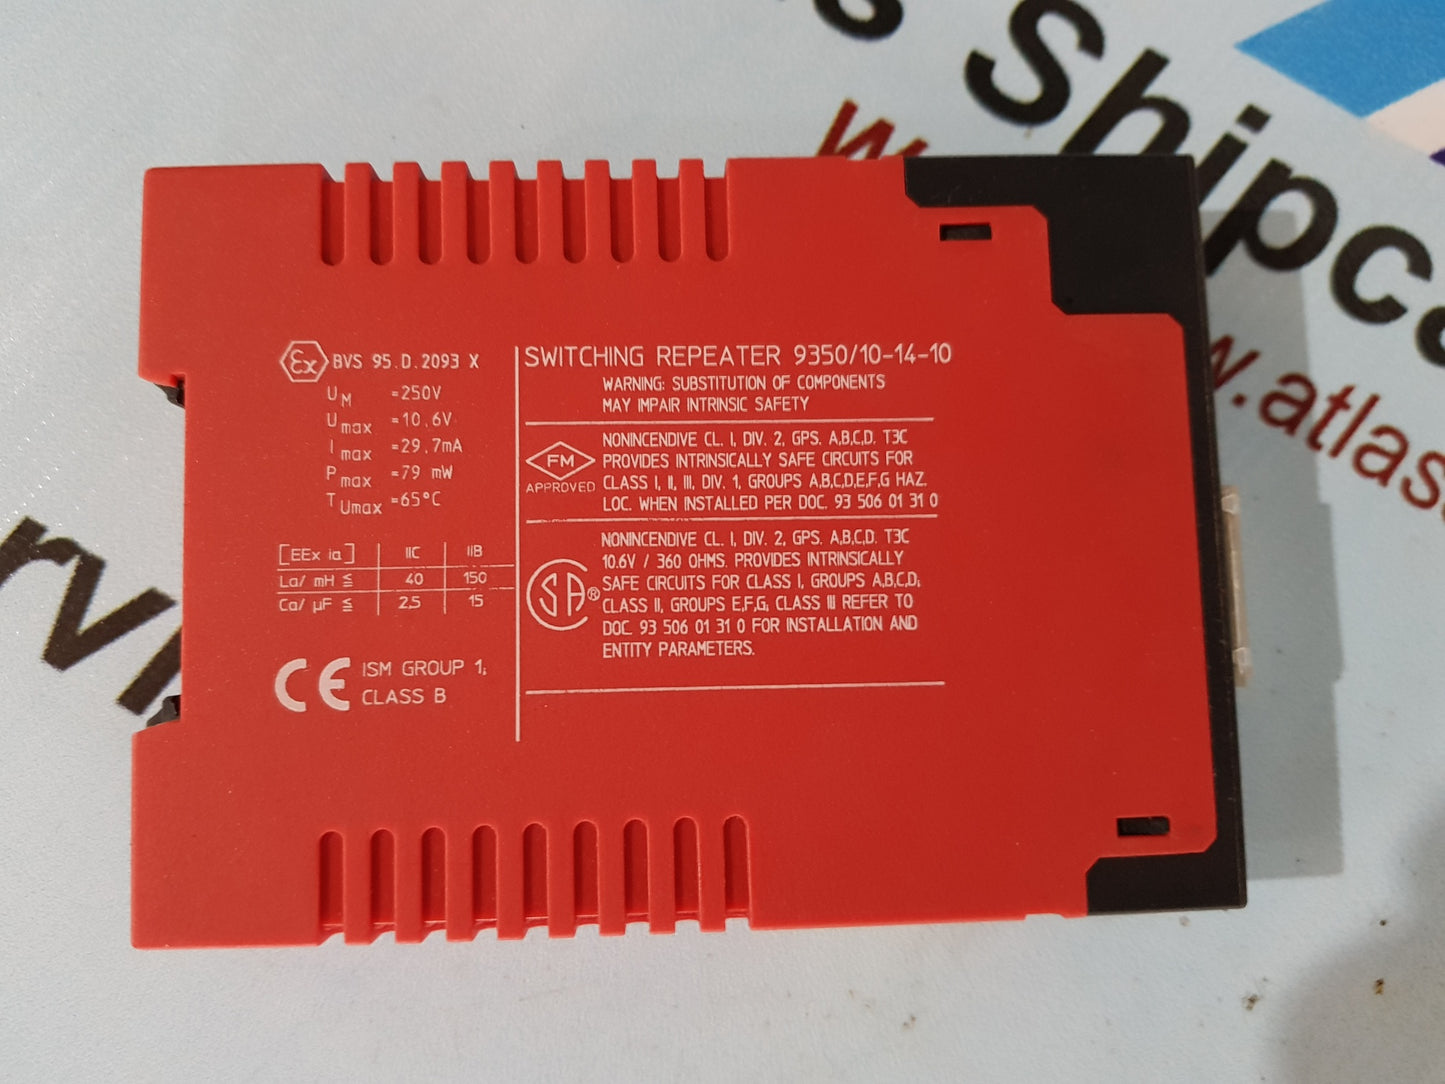 s Shipca
www.atlas
ervi
Ex BVS 95.D.2093 X
UM =250V
Umax =10,6V
Imax =29,7mA
Pmax =79 mW
TUmax =65°C
[EEx ia] IIC IIB
La/ mH ≦ 40 150
Ca/ µF ≦ 2,5 15
CE ISM GROUP 1,
CLASS B
SWITCHING REPEATER 9350/10-14-10
WARNING: SUBSTITUTION OF COMPONENTS
MAY IMPAIR INTRINSIC SAFETY
FM
APPROVED
NONINCENDIVE CL. I, DIV. 2, GPS. A,B,C,D. T3C
PROVIDES INTRINSICALLY SAFE CIRCUITS FOR
CLASS I, II, III, DIV. 1, GROUPS A,B,C,D,E,F,G HAZ.
LOC. WHEN INSTALLED PER DOC. 93 506 01 31 0
SA®
NONINCENDIVE CL. I, DIV. 2, GPS. A,B,C,D. T3C
10.6V / 360 OHMS. PROVIDES INTRINSICALLY
SAFE CIRCUITS FOR CLASS I, GROUPS A,B,C,D;
CLASS II, GROUPS E,F,G; CLASS III REFER TO
DOC. 93 506 01 31 0 FOR INSTALLATION AND
ENTITY PARAMETERS.